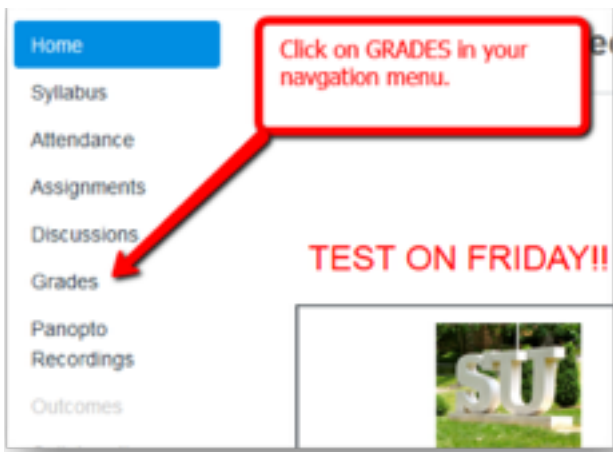 Home
Syllabus
Attendance
Assignments
Discussions
Grades
Panopto
Recordings
Outcomes
Click on GRADES in your
navgation menu.
TEST ON FRIDAY!!
SU